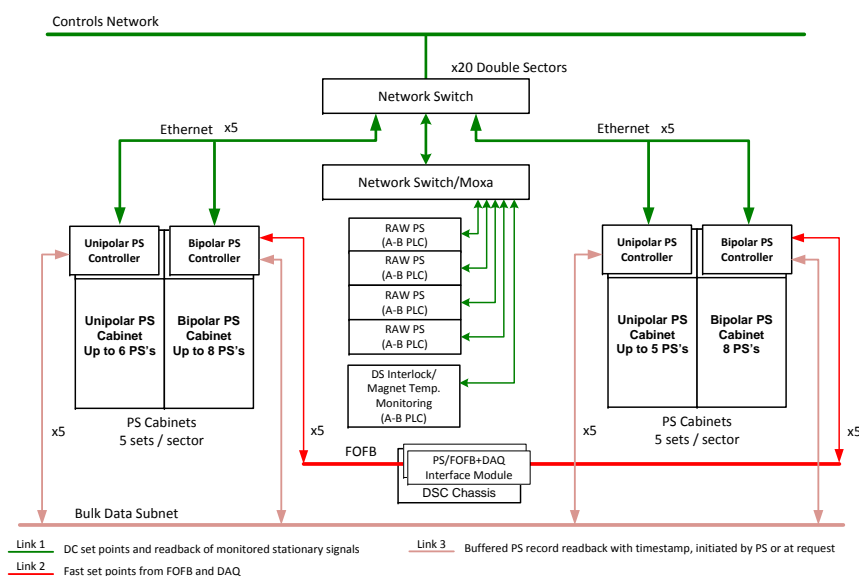 Controls Network
x20 Double Sectors
Network Switch
Ethernet x5
Ethernet x5
Network Switch/Moxa
Unipolar PS
Controller
Bipolar PS
Controller
Unipolar PS
Cabinet
Up to 6 PS's
Bipolar PS
Cabinet
Up to 8 PS's
PS Cabinets
5 sets / sector
x5
x5
RAW PS
(A-B PLC)
RAW PS
(A-B PLC)
RAW PS
(A-B PLC)
RAW PS
(A-B PLC)
DS Interlock/
Magnet Temp.
Monitoring
(A-B PLC)
Unipolar PS
Controller
Bipolar PS
Controller
Unipolar PS
Cabinet
Up to 5 PS's
Bipolar PS
Cabinet
8 PS's
PS Cabinets
5 sets / sector
x5
x5
FOFB
PS/FOFB+DAQ
Interface Module
DSC Chassis
Bulk Data Subnet
Link 1 DC set points and readback of monitored stationary signals
Link 3 Buffered PS record readback with timestamp, initiated by PS or at request
Link 2 Fast set points from FOFB and DAQ